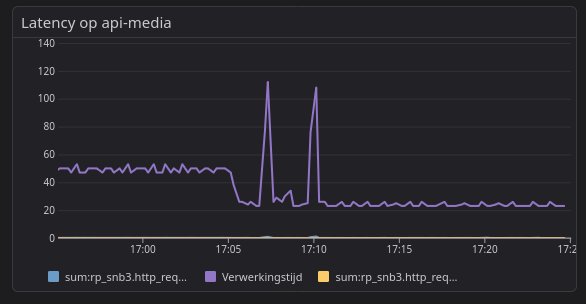 Latency op api-media
140
120
100
80
60
40
20
0
17:00 17:05 17:10 17:15 17:20 17:2
sum:rp_snb3.http_req... Verwerkingstijd sum:rp_snb3.http_req...